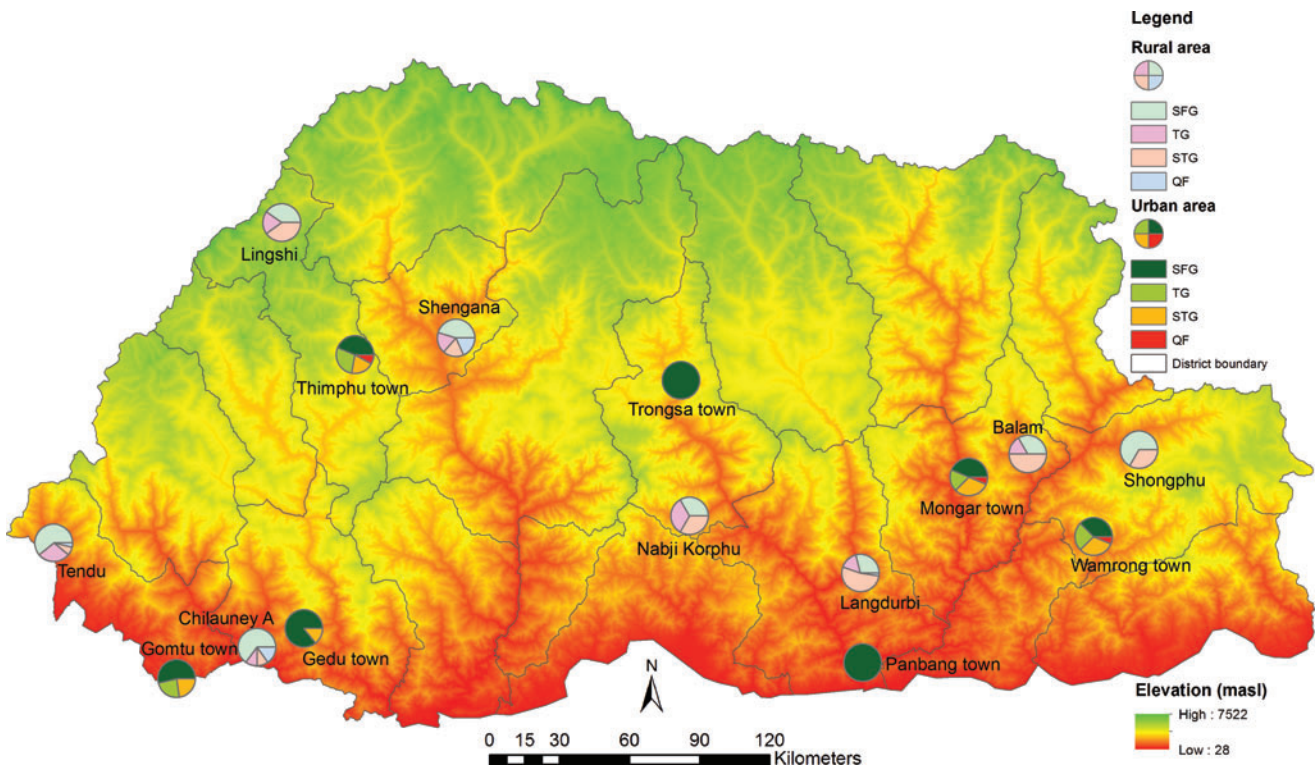 Legend
Rural area
SFG
TG
STG
QF
Urban area
SFG
TG
STG
QF
District boundary
Lingshi
Shengana
Thimphu town
Trongsa town
Balam
Shongphu
Mongar town
Nabji Korphu
Wamrong town
Tendu
Langdurbi
Chilauney A
Gomtu town
Gedu town
Panbang town
N
Elevation (masl)
High : 7522
Low : 28
0 15 30 60 90 120
Kilometers